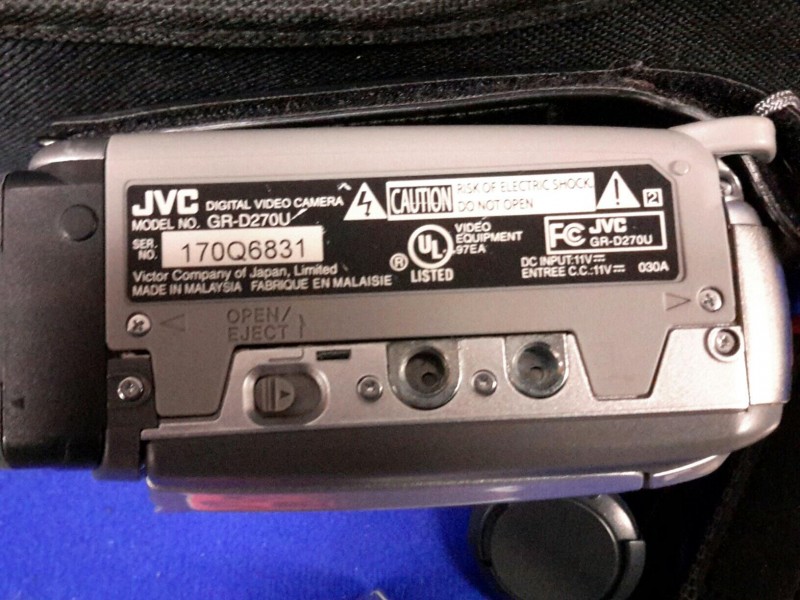 JVC DIGITAL VIDEO CAMERA
MODEL NO. GR-D270U
SER. NO. 170Q6831
Victor Company of Japan, Limited
MADE IN MALAYSIA FABRIQUE EN MALAISIE
CAUTION RISK OF ELECTRIC SHOCK.
DO NOT OPEN
UL
® LISTED
VIDEO
EQUIPMENT
97EA
FC JVC
GR-D270U
DC INPUT:11V⎓
ENTREE C.C.:11V⎓ 030A
OPEN/
EJECT